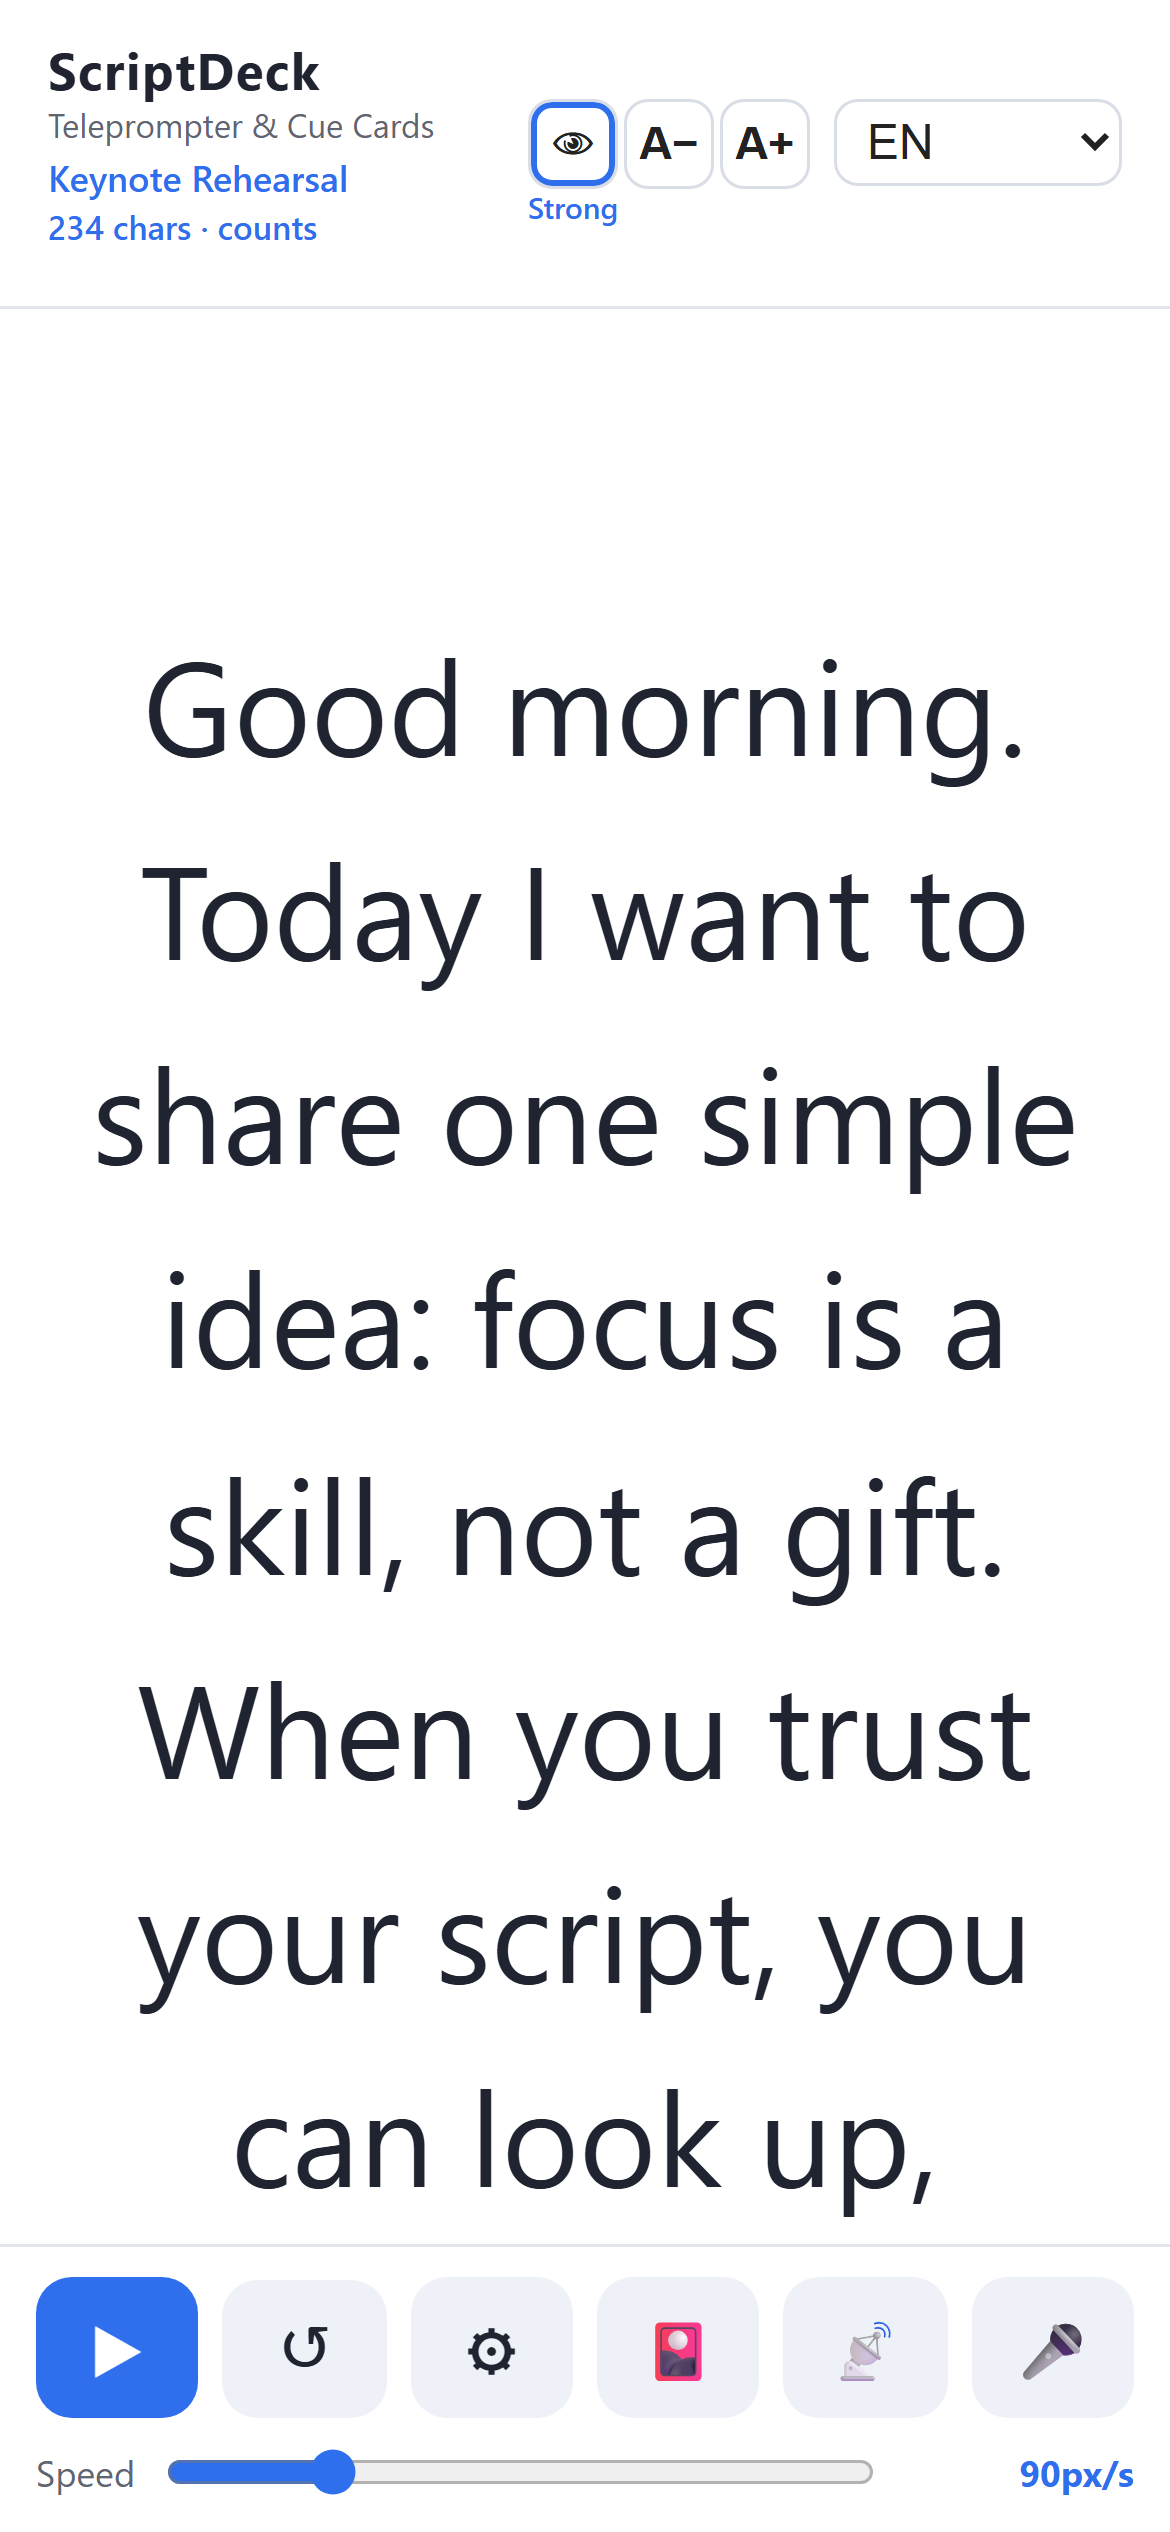 ScriptDeck
Teleprompter & Cue Cards
Keynote Rehearsal
234 chars · counts
A− A+ EN
Strong
Good morning.
Today I want to
share one simple
idea: focus is a
skill, not a gift.
When you trust
your script, you
can look up,
Speed 90px/s